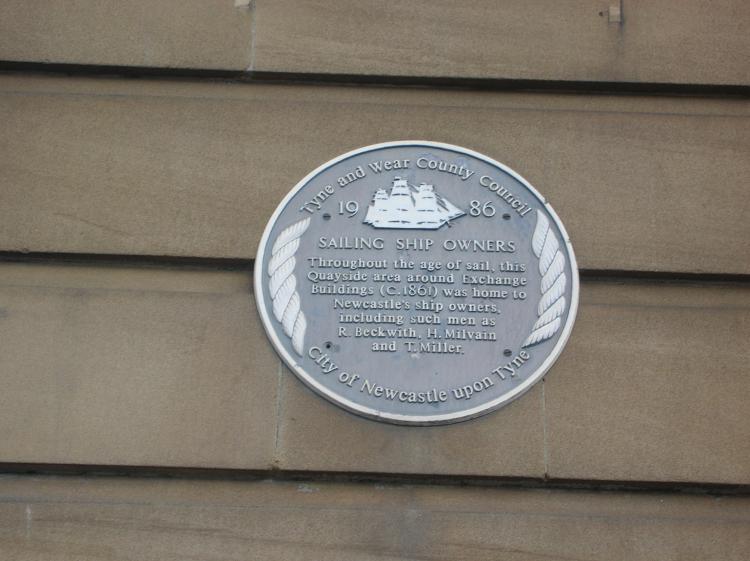 Tyne and Wear County Council
19 86
SAILING SHIP OWNERS
Throughout the age of sail, this
Quayside area around Exchange
Buildings (C.1861) was home to
Newcastle's ship owners,
including such men as
R. Beckwith, H. Milvain
and T. Miller.
City of Newcastle upon Tyne